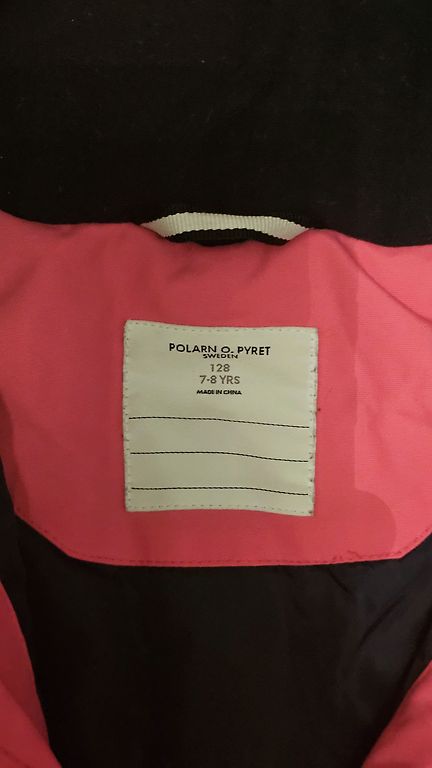 POLARN O. PYRET
SWEDEN
128
7-8 YRS
MADE IN CHINA